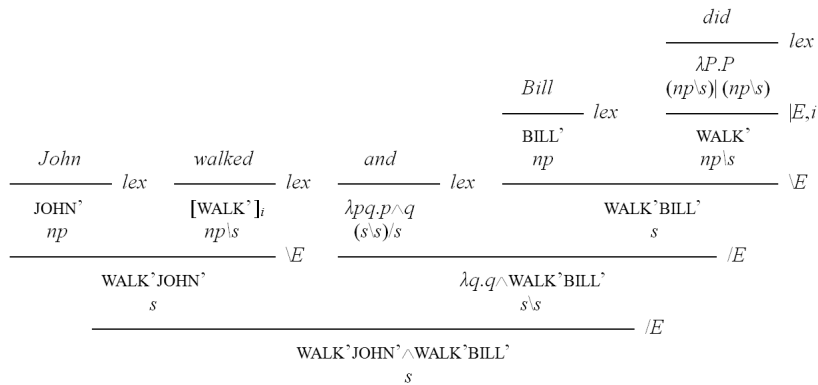 did
lex
λP.P
(np\s)| (np\s)
Bill
lex
|E,i
BILL’
np
WALK’
np\s
John
walked
and
lex
lex
lex
\E
JOHN’
[WALK’]i
λpq.p∧q
WALK’BILL’
np
np\s
(s\s)/s
s
\E
/E
WALK’JOHN’
λq.q∧WALK’BILL’
s
s\s
/E
WALK’JOHN’∧WALK’BILL’
s